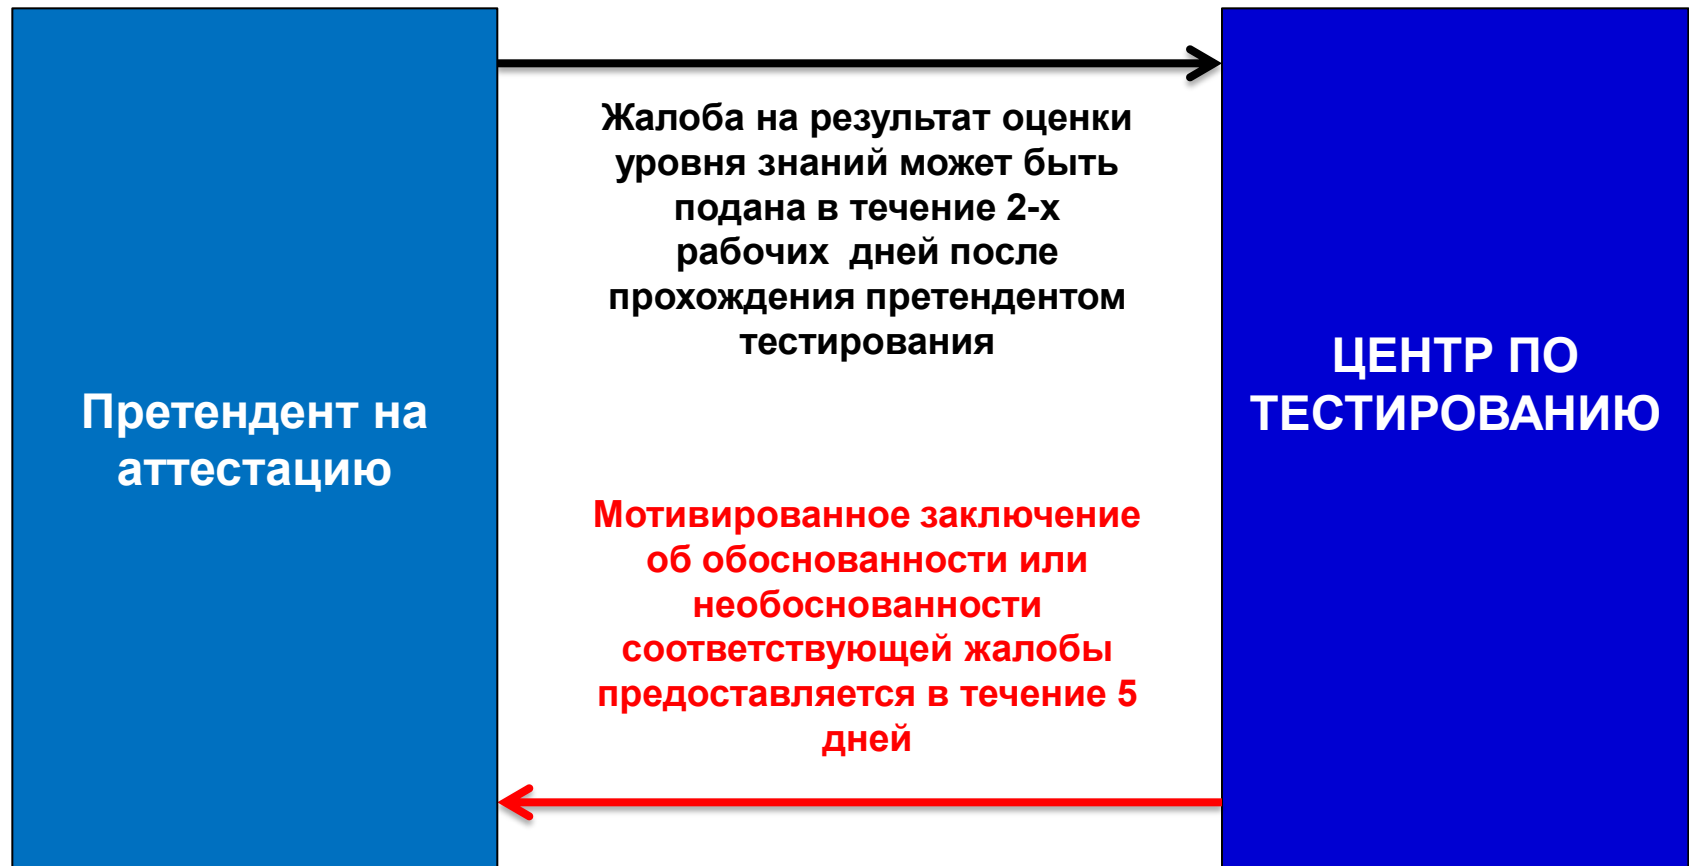 Претендент на
аттестацию
Жалоба на результат оценки
уровня знаний может быть
подана в течение 2-х
рабочих  дней после
прохождения претендентом
тестирования
Мотивированное заключение
об обоснованности или
необоснованности
соответствующей жалобы
предоставляется в течение 5
дней
ЦЕНТР ПО
ТЕСТИРОВАНИЮ